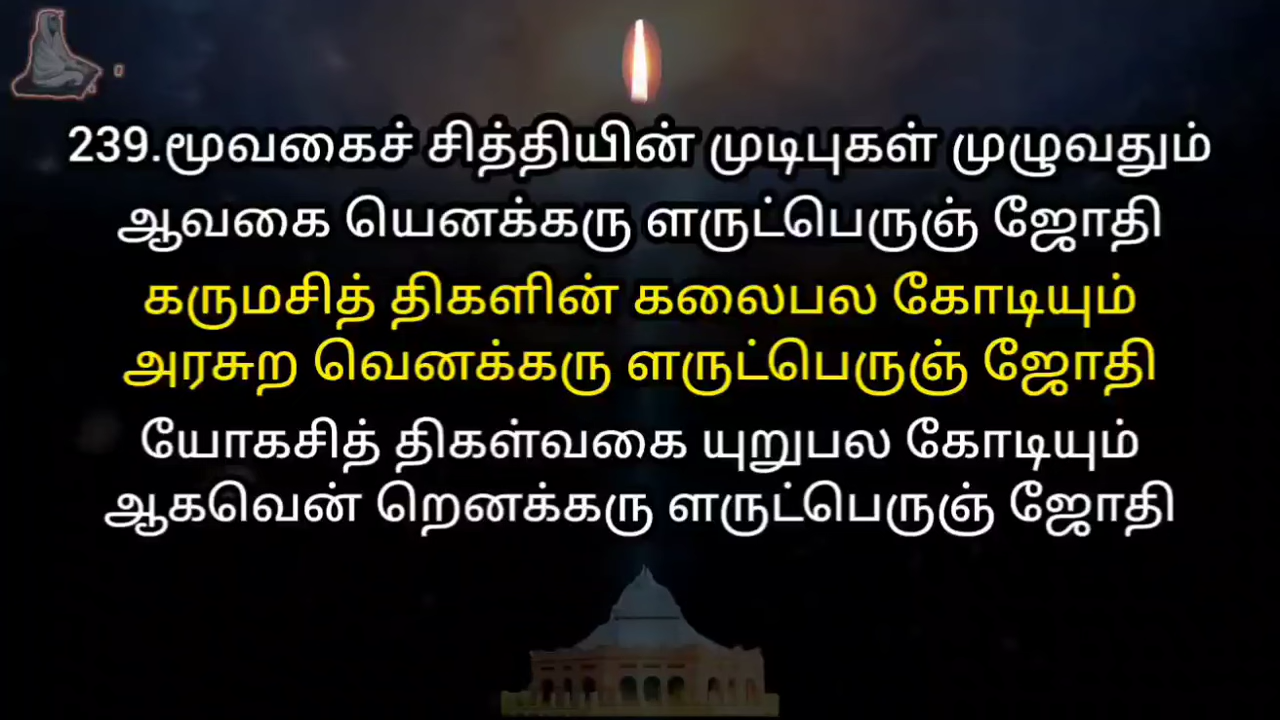 239.மூவகைச் சித்தியின் முடிபுகள் முழுவதும்
ஆவகை யெனக்கரு ளருட்பெருஞ் ஜோதி
கருமசித் திகளின் கலைபல கோடியும்
அரசுற வெனக்கரு ளருட்பெருஞ் ஜோதி
யோகசித் திகள்வகை யுறுபல கோடியும்
ஆகவென் றெனக்கரு ளருட்பெருஞ் ஜோதி